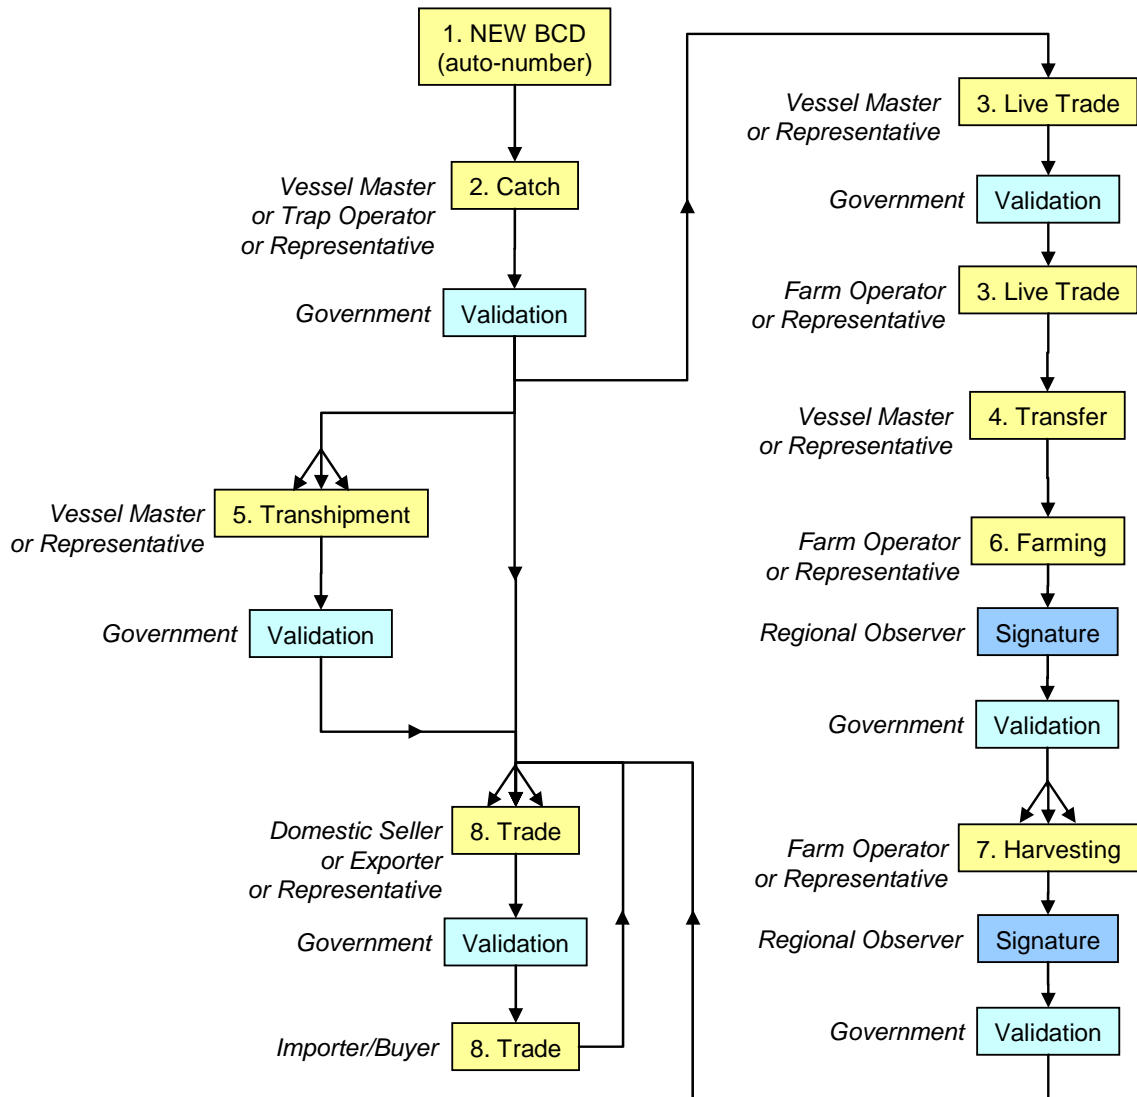 1. NEW BCD
(auto-number)
Vessel Master
or Trap Operator
or Representative
2. Catch
Government
Validation
Vessel Master
or Representative
5. Transhipment
Government
Validation
Domestic Seller
or Exporter
or Representative
8. Trade
Government
Validation
Importer/Buyer
8. Trade
Vessel Master
or Representative
3. Live Trade
Government
Validation
Farm Operator
or Representative
3. Live Trade
Vessel Master
or Representative
4. Transfer
Farm Operator
or Representative
6. Farming
Regional Observer
Signature
Government
Validation
Farm Operator
or Representative
7. Harvesting
Regional Observer
Signature
Government
Validation